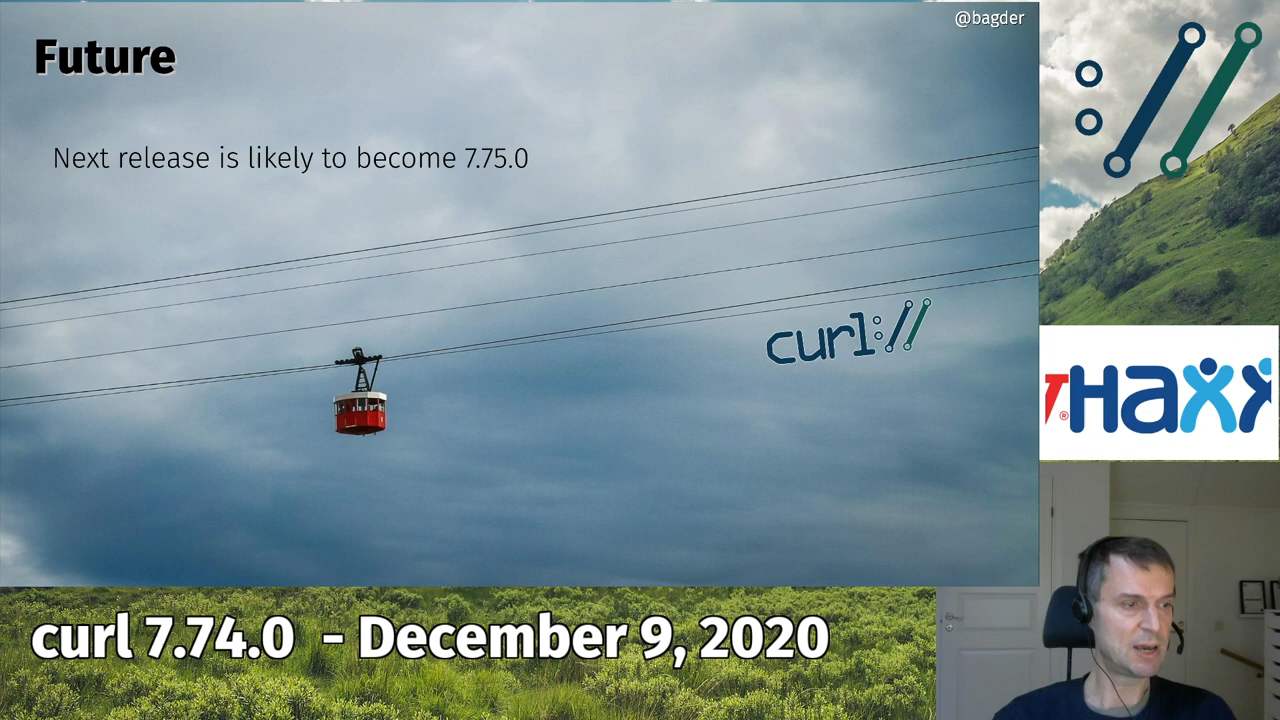 @bagder
Future
Next release is likely to become 7.75.0
curl://
HAXX
curl 7.74.0 - December 9, 2020